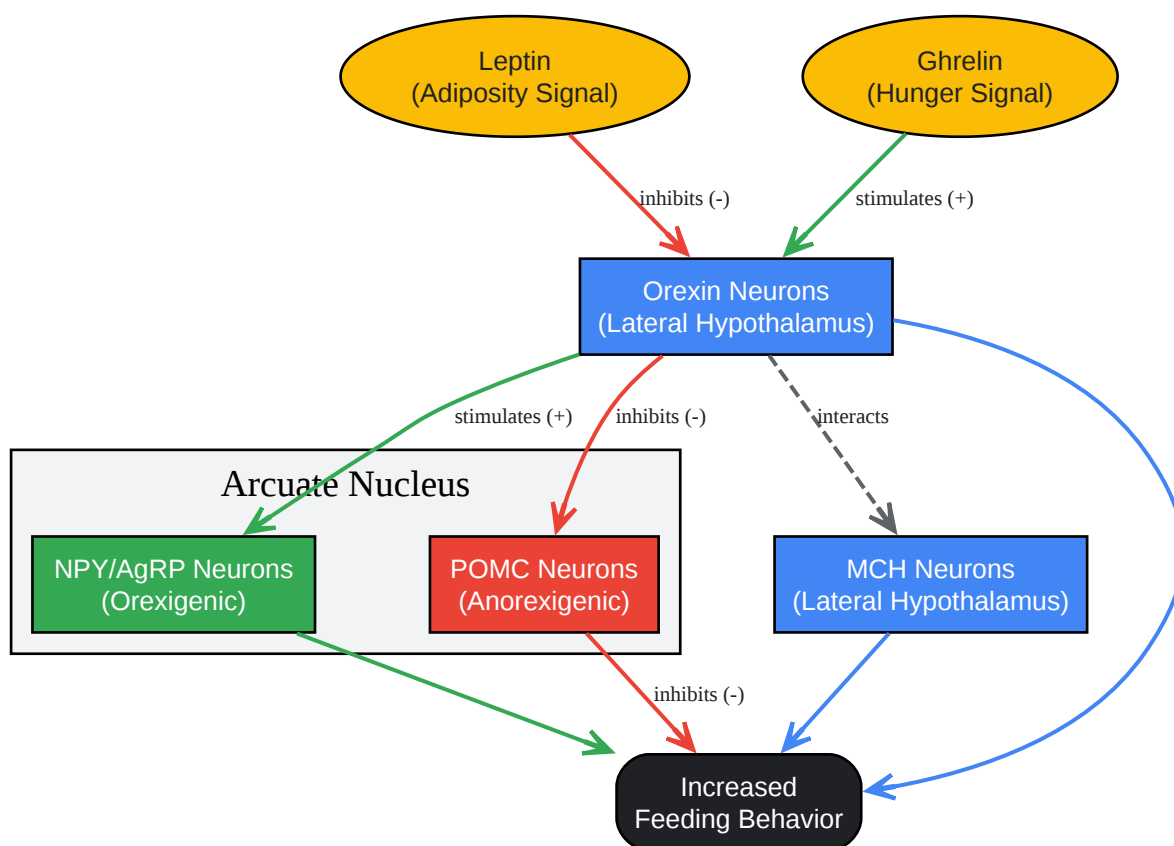 Leptin
(Adiposity Signal)
Ghrelin
(Hunger Signal)
inhibits (-)
stimulates (+)
Orexin Neurons
(Lateral Hypothalamus)
stimulates (+)
inhibits (-)
interacts
Arcuate Nucleus
NPY/AgRP Neurons
(Orexigenic)
POMC Neurons
(Anorexigenic)
MCH Neurons
(Lateral Hypothalamus)
inhibits (-)
Increased
Feeding Behavior